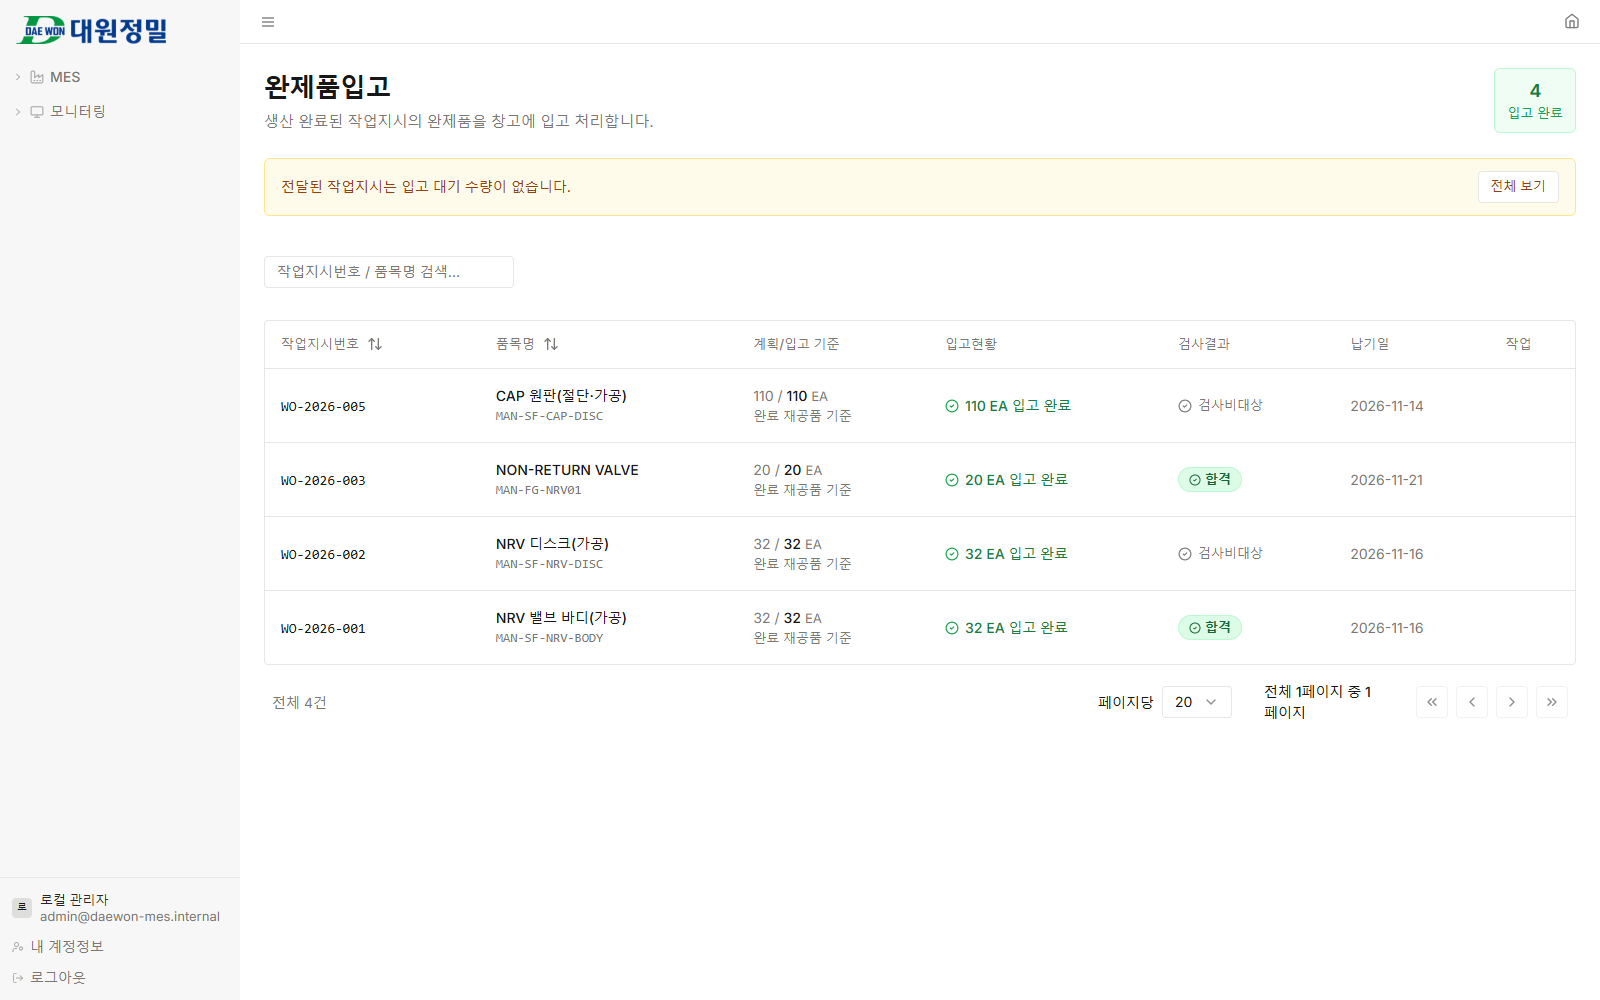 DAE WON 대원정밀
MES
모니터링
완제품입고
생산 완료된 작업지시의 완제품을 창고에 입고 처리합니다.
4
입고 완료
전달된 작업지시는 입고 대기 수량이 없습니다.
전체 보기
작업지시번호 / 품목명 검색...
작업지시번호 품목명 계획/입고 기준 입고현황 검사결과 납기일 작업
WO-2026-005 CAP 원판(절단·가공) 110 / 110 EA 110 EA 입고 완료 검사비대상 2026-11-14
MAN-SF-CAP-DISC 완료 재공품 기준
WO-2026-003 NON-RETURN VALVE 20 / 20 EA 20 EA 입고 완료 합격 2026-11-21
MAN-FG-NRV01 완료 재공품 기준
WO-2026-002 NRV 디스크(가공) 32 / 32 EA 32 EA 입고 완료 검사비대상 2026-11-16
MAN-SF-NRV-DISC 완료 재공품 기준
WO-2026-001 NRV 밸브 바디(가공) 32 / 32 EA 32 EA 입고 완료 합격 2026-11-16
MAN-SF-NRV-BODY 완료 재공품 기준
전체 4건 페이지당 20 전체 1페이지 중 1
페이지
로 로컬 관리자
admin@daewon-mes.internal
내 계정정보
로그아웃